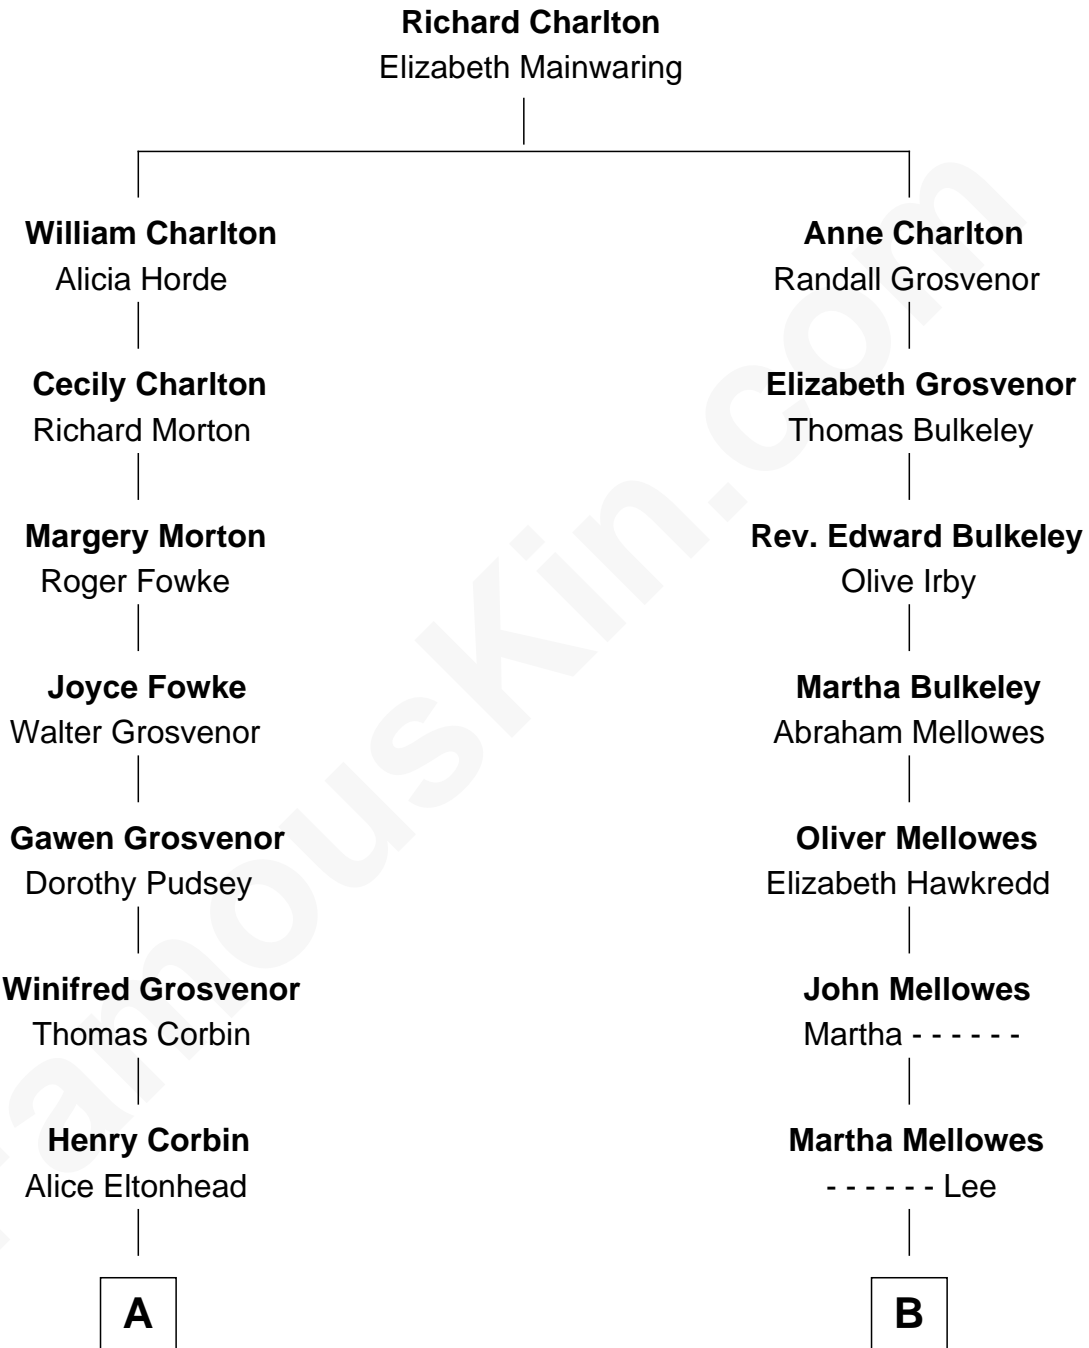 Richard Charlton
Elizabeth Mainwaring
William Charlton
Alicia Horde
Cecily Charlton
Richard Morton
Margery Morton
Roger Fowke
Joyce Fowke
Walter Grosvenor
Gawen Grosvenor
Dorothy Pudsey
Winifred Grosvenor
Thomas Corbin
Henry Corbin
Alice Eltonhead
A
Anne Charlton
Randall Grosvenor
Elizabeth Grosvenor
Thomas Bulkeley
Rev. Edward Bulkeley
Olive Irby
Martha Bulkeley
Abraham Mellowes
Oliver Mellowes
Elizabeth Hawkredd
John Mellowes
Martha - - - - - -
Martha Mellowes
- - - - - - Lee
B
FamousKin.com